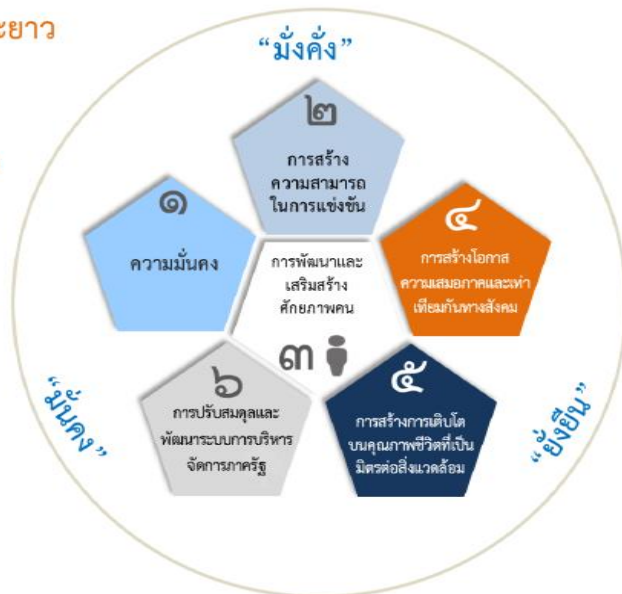 ะยาว
“มั่งคั่ง”
๒
การสร้าง
ความสามารถ
ในการแข่งขัน
๑
ความมั่นคง
การพัฒนาและ
เสริมสร้าง
ศักยภาพคน
๓
๔
การสร้างโอกาส
ความเสมอภาคและเท่า
เทียมกันทางสังคม
๖
การปรับสมดุลและ
พัฒนาระบบการบริหาร
จัดการภาครัฐ
๕
การสร้างการเติบโต
บนคุณภาพชีวิตที่เป็น
มิตรต่อสิ่งแวดล้อม
“มั่นคง”
“ยั่งยืน”